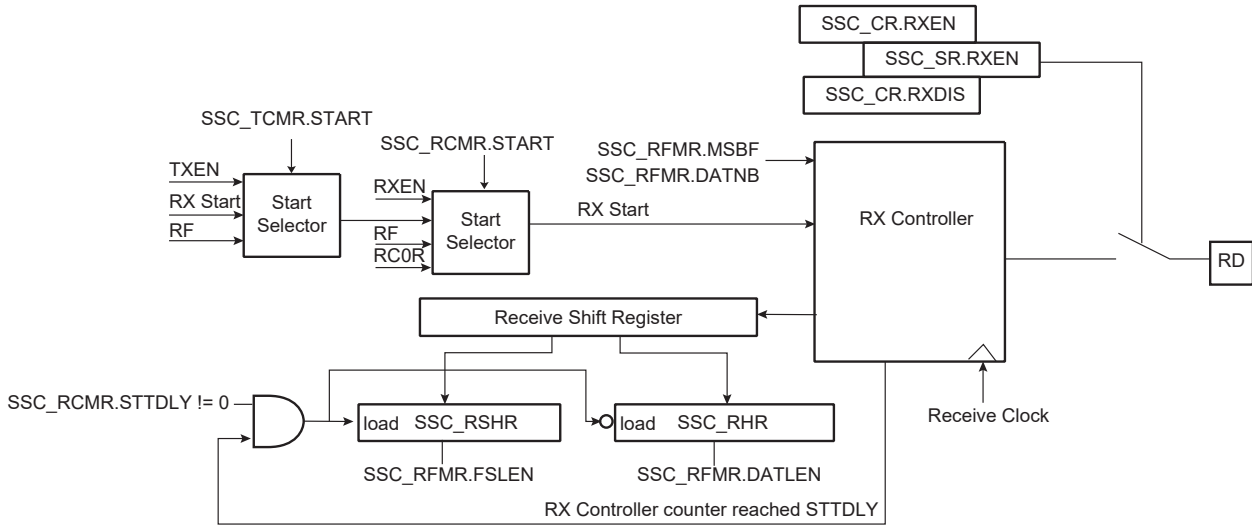 SSC_CR.RXEN
SSC_SR.RXEN
SSC_CR.RXDIS
SSC_TCMR.START
SSC_RCMR.START
SSC_RFMR.MSBF
SSC_RFMR.DATNB
TXEN
RX Start
RF
Start
Selector
RXEN
RF
RC0R
Start
Selector
RX Start
RX Controller
RD
Receive Shift Register
SSC_RCMR.STTDLY != 0
load SSC_RSHR
load SSC_RHR
Receive Clock
SSC_RFMR.FSLEN
SSC_RFMR.DATLEN
RX Controller counter reached STTDLY